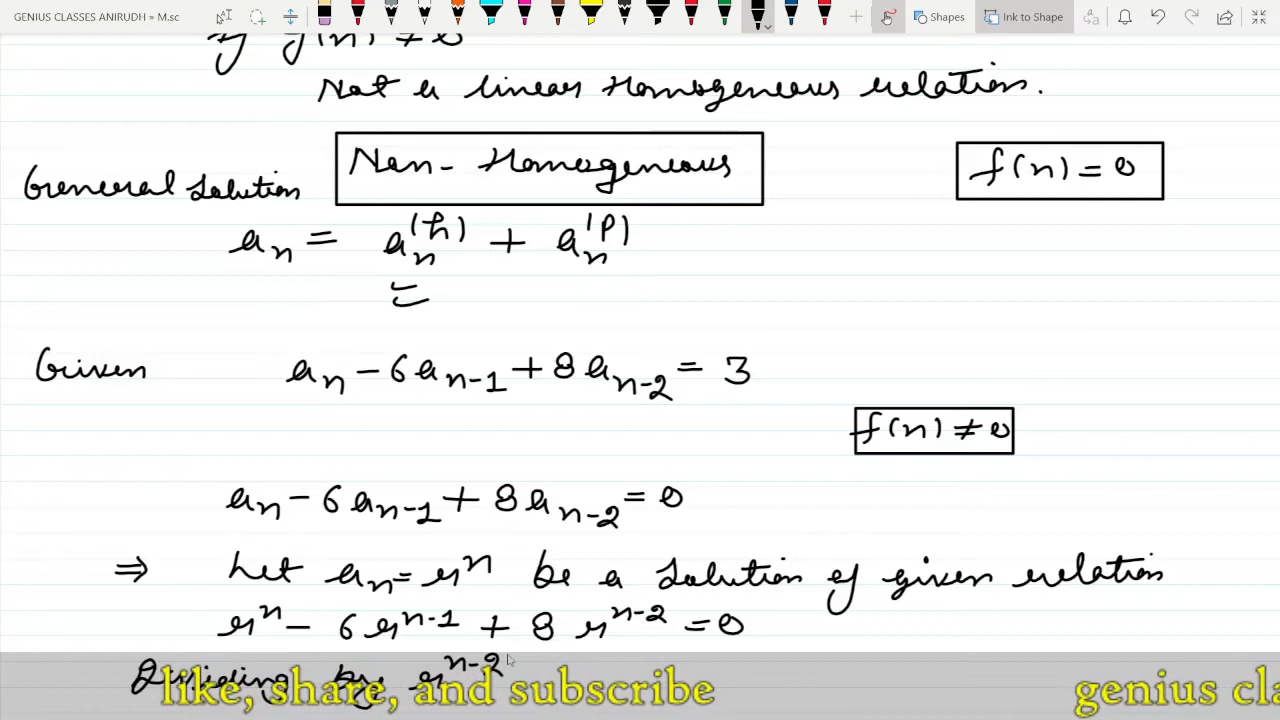 GENIUS CLASSES ANIRUDH » M.sc
Shapes
Ink to Shape
if f(n) ≠ 0
Not a linear Homogeneous relation.
Non-Homogeneous
f(n) = 0
General solution
aₙ = aₙ⁽ʰ⁾ + aₙ⁽ᵖ⁾
Given aₙ - 6aₙ₋₁ + 8aₙ₋₂ = 3
f(n) ≠ 0
aₙ - 6aₙ₋₁ + 8aₙ₋₂ = 0
⇒ Let aₙ = rⁿ be a solution of given relation
rⁿ - 6rⁿ⁻¹ + 8rⁿ⁻² = 0
Dividing by rⁿ⁻²
like, share, and subscribe
genius cla